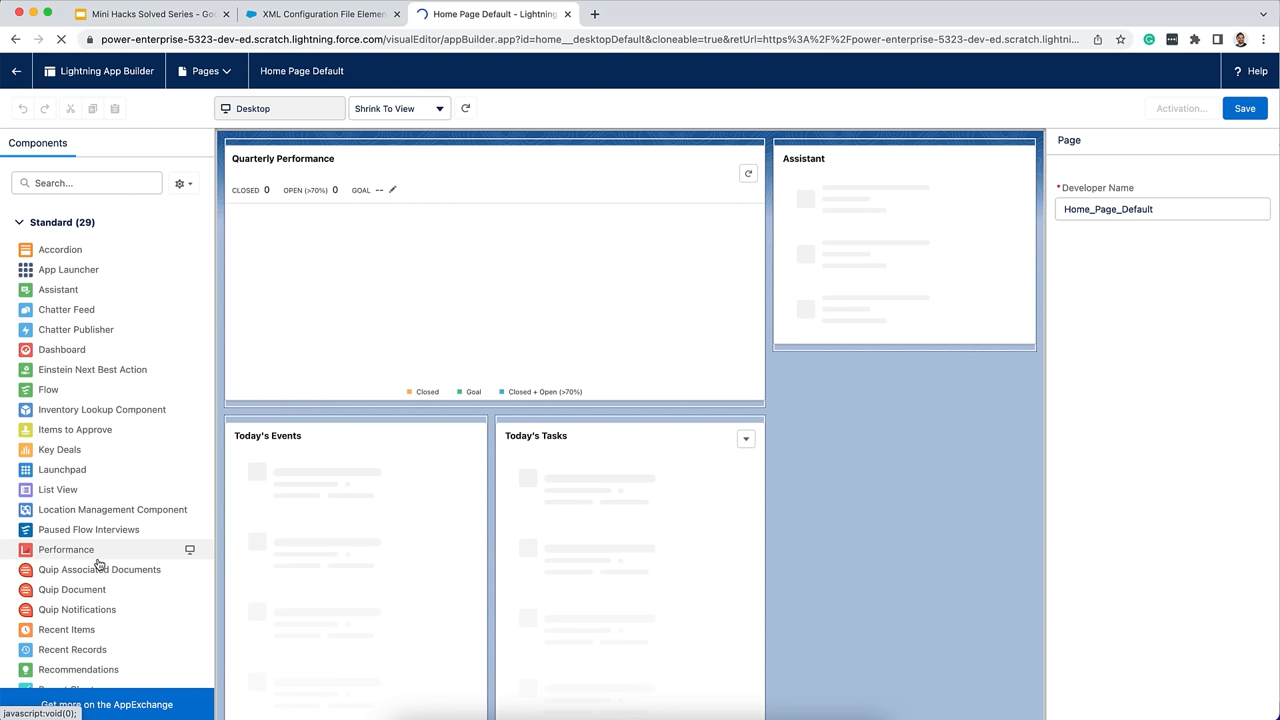 Mini Hacks Solved Series - Goo
XML Configuration File Elemen
Home Page Default - Lightning
power-enterprise-5323-dev-ed.scratch.lightning.force.com/visualEditor/appBuilder.app?id=home__desktopDefault&cloneable=true&retUrl=https%3A%2F%2Fpower-enterprise-5323-dev-ed.scratch.lightni...
Lightning App Builder
Pages
Home Page Default
? Help
Desktop
Shrink To View
Activation...
Save
Components
Search...
Standard (29)
Accordion
App Launcher
Assistant
Chatter Feed
Chatter Publisher
Dashboard
Einstein Next Best Action
Flow
Inventory Lookup Component
Items to Approve
Key Deals
Launchpad
List View
Location Management Component
Paused Flow Interviews
Performance
Quip Associated Documents
Quip Document
Quip Notifications
Recent Items
Recent Records
Recommendations
Get more on the AppExchange
javascript:void(0);
Quarterly Performance
CLOSED 0 OPEN (>70%) 0 GOAL --
Closed Goal Closed + Open (>70%)
Assistant
Today's Events
Today's Tasks
Page
*Developer Name
Home_Page_Default